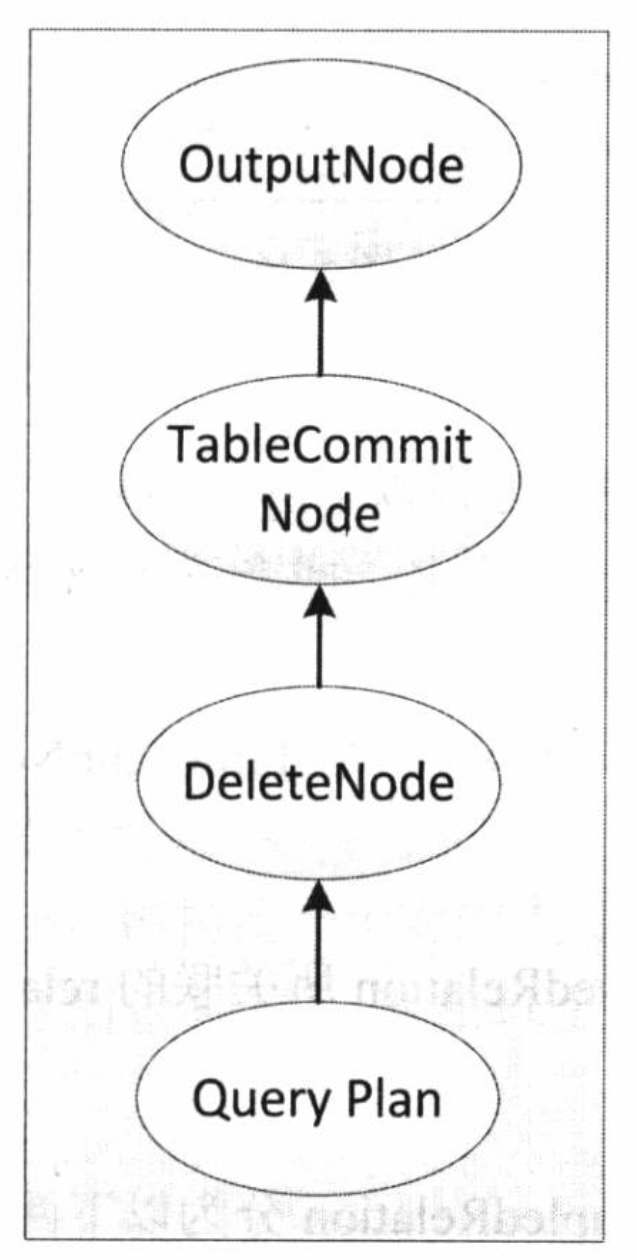 OutputNode
TableCommit
Node
DeleteNode
Query Plan